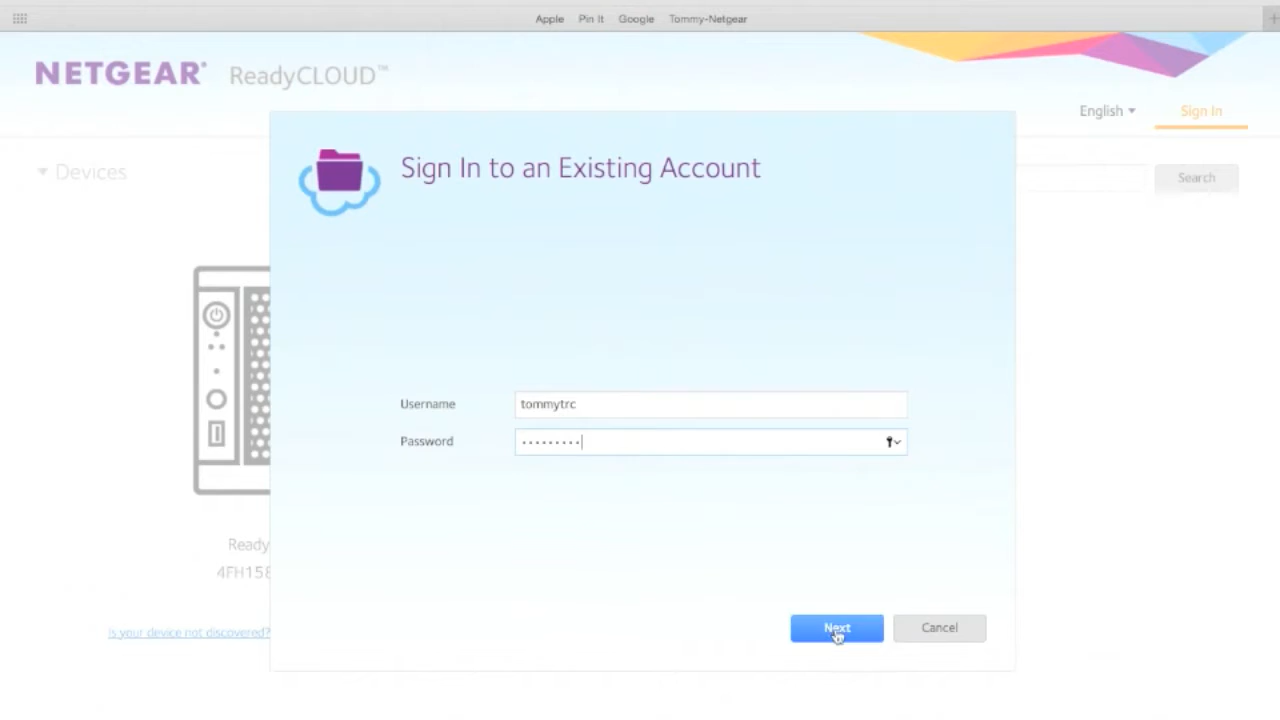 Apple Pin It Google Tommy-Netgear
NETGEAR® ReadyCLOUD™
English Sign In
Sign In to an Existing Account
Devices
Search
Username tommytrc
Password •••••••••
Ready
4FH158
Is your device not discovered?
Next Cancel